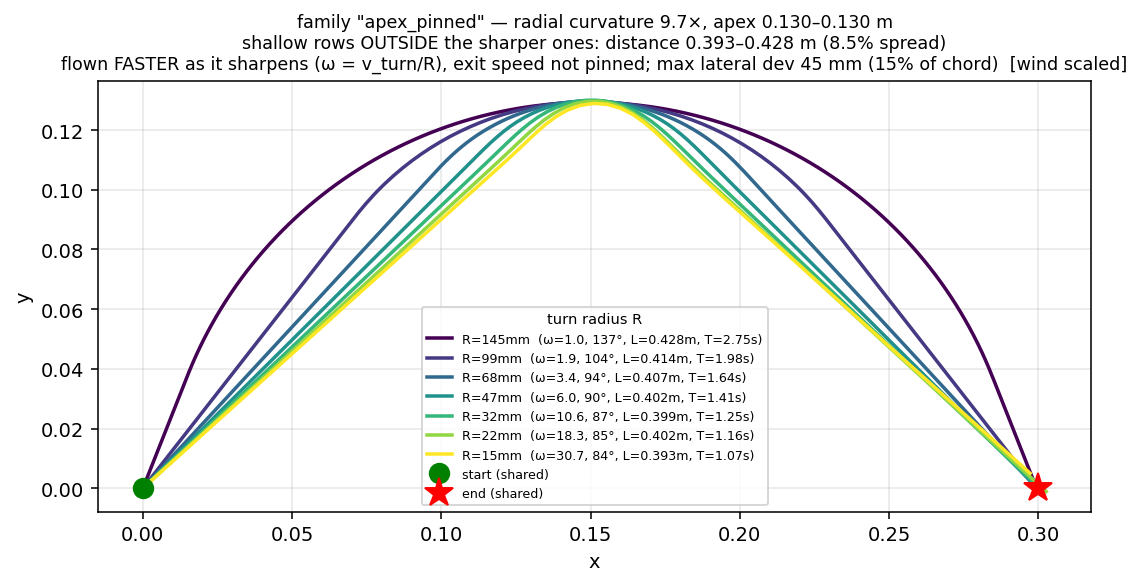 family "apex_pinned" — radial curvature 9.7×, apex 0.130–0.130 m
shallow rows OUTSIDE the sharper ones: distance 0.393–0.428 m (8.5% spread)
flown FASTER as it sharpens (ω = v_turn/R), exit speed not pinned; max lateral dev 45 mm (15% of chord)  [wind scaled]
y
0.12
0.10
0.08
0.06
0.04
0.02
0.00
turn radius R
R=145mm  (ω=1.0, 137°, L=0.428m, T=2.75s)
R=99mm  (ω=1.9, 104°, L=0.414m, T=1.98s)
R=68mm  (ω=3.4, 94°, L=0.407m, T=1.64s)
R=47mm  (ω=6.0, 90°, L=0.402m, T=1.41s)
R=32mm  (ω=10.6, 87°, L=0.399m, T=1.25s)
R=22mm  (ω=18.3, 85°, L=0.402m, T=1.16s)
R=15mm  (ω=30.7, 84°, L=0.393m, T=1.07s)
start (shared)
end (shared)
0.00 0.05 0.10 0.15 0.20 0.25 0.30
x